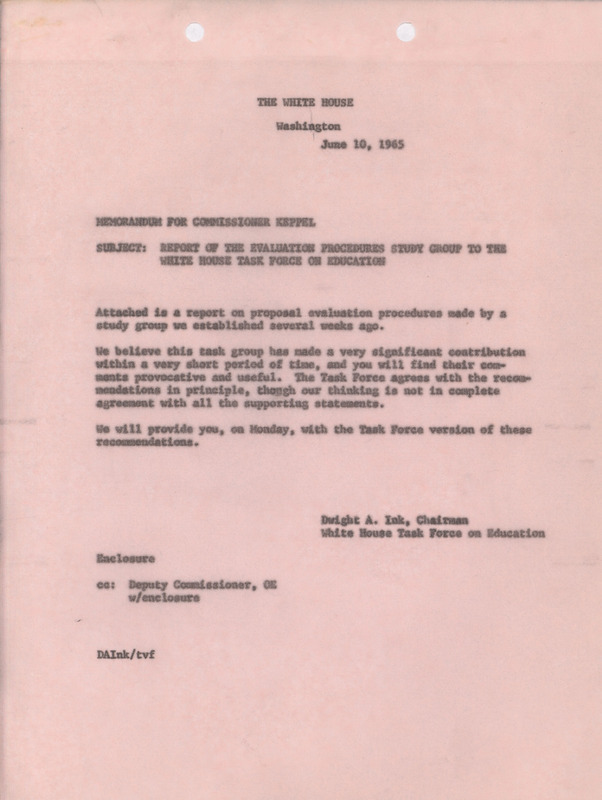 THE WHITE HOUSE
Washington
June 10, 1965
MEMORANDUM FOR COMMISSIONER KEPPEL
SUBJECT: REPORT OF THE EVALUATION PROCEDURES STUDY GROUP TO THE
WHITE HOUSE TASK FORCE ON EDUCATION
Attached is a report on proposal evaluation procedures made by a
study group we established several weeks ago.
We believe this task group has made a very significant contribution
within a very short period of time, and you will find their com-
ments provocative and useful. The Task Force agrees with the recom-
mendations in principle, though our thinking is not in complete
agreement with all the supporting statements.
We will provide you, on Monday, with the Task Force version of these
recommendations.
Dwight A. Ink, Chairman
White House Task Force on Education
Enclosure
cc: Deputy Commissioner, OE
w/enclosure
DAInk/tvf